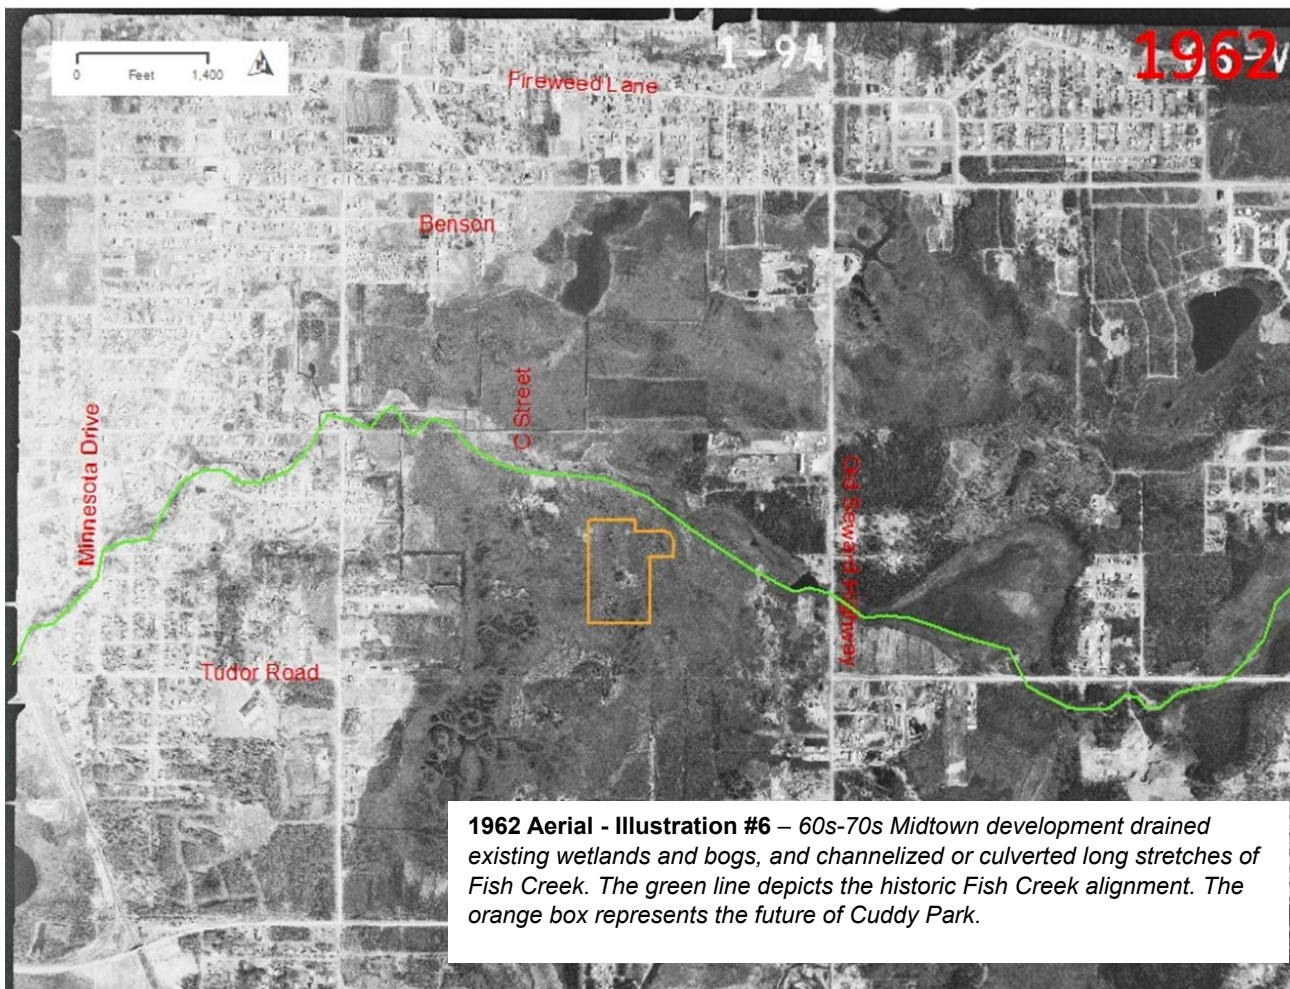 1-94
1962
6-V
0 Feet 1,400
Fireweed Lane
Benson
C Street
Minnesota Drive
Old Seward Highway
Tudor Road
1962 Aerial - Illustration #6 – 60s-70s Midtown development drained
existing wetlands and bogs, and channelized or culverted long stretches of
Fish Creek. The green line depicts the historic Fish Creek alignment. The
orange box represents the future of Cuddy Park.